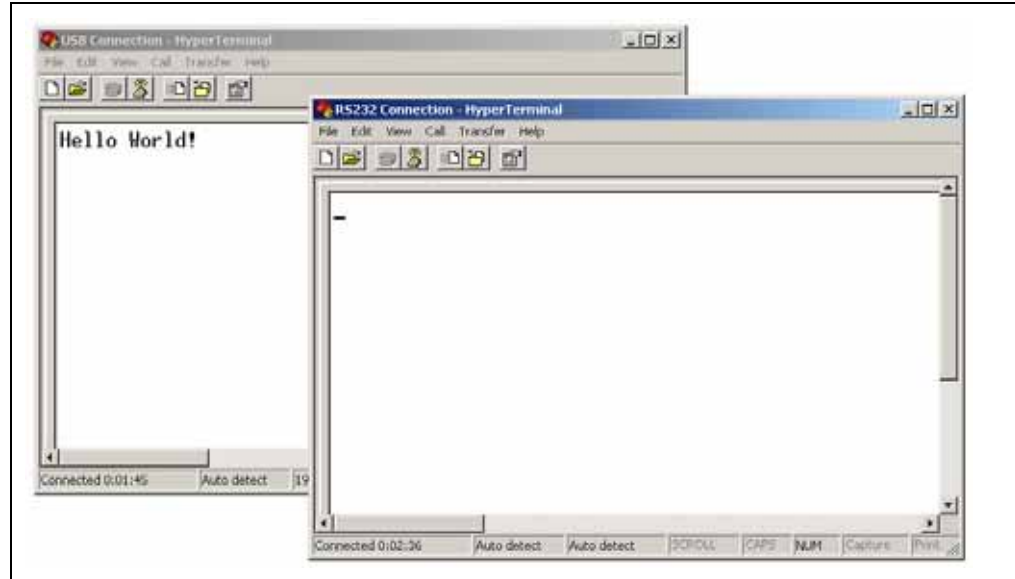 USB Connection - HyperTerminal
File Edit View Call Transfer Help
Hello World!
Connected 0:01:45 Auto detect 19
RS232 Connection - HyperTerminal
File Edit View Call Transfer Help
Connected 0:02:36 Auto detect Auto detect SCROLL CAPS NUM Capture Print